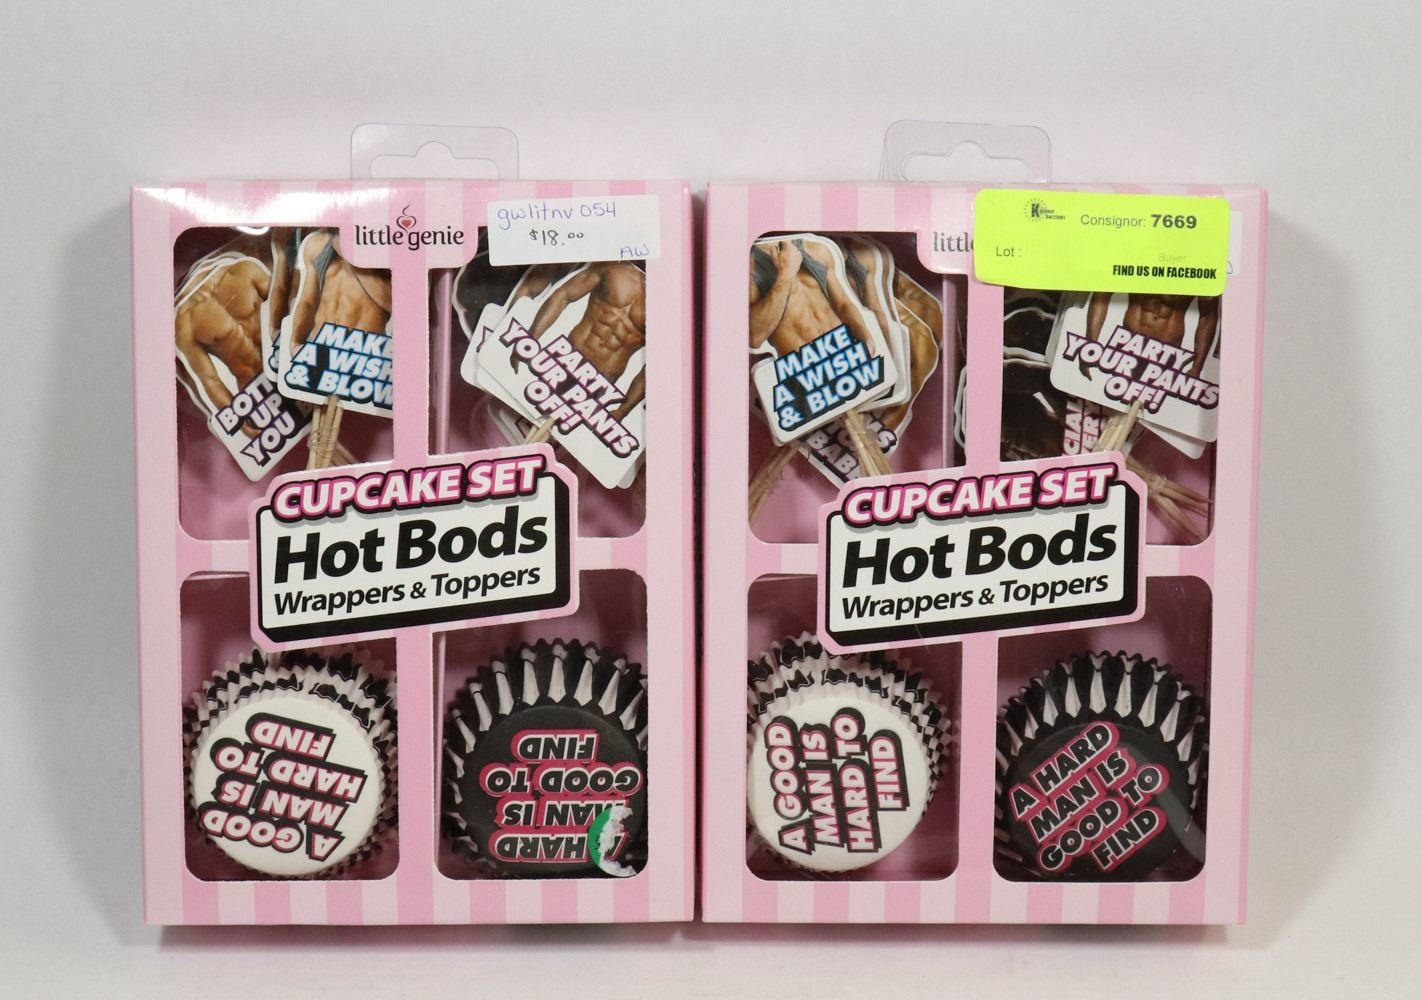 little genie
gwlitnv 054
$18.00
AW
BOTT
UP
YOU
MAKE
A WISH
& BLOW
PARTY
YOUR PANTS
OFF!
CUPCAKE SET
Hot Bods
Wrappers & Toppers
A GOOD
MAN IS
HARD TO
FIND
A HARD
MAN IS
GOOD TO
FIND
littl
Consignor: 7669
Lot :
Buyer
FIND US ON FACEBOOK
MAKE
A WISH
& BLOW
PARTY
YOUR PANTS
OFF!
CUPCAKE SET
Hot Bods
Wrappers & Toppers
A GOOD
MAN IS
HARD TO
FIND
A HARD
MAN IS
GOOD TO
FIND